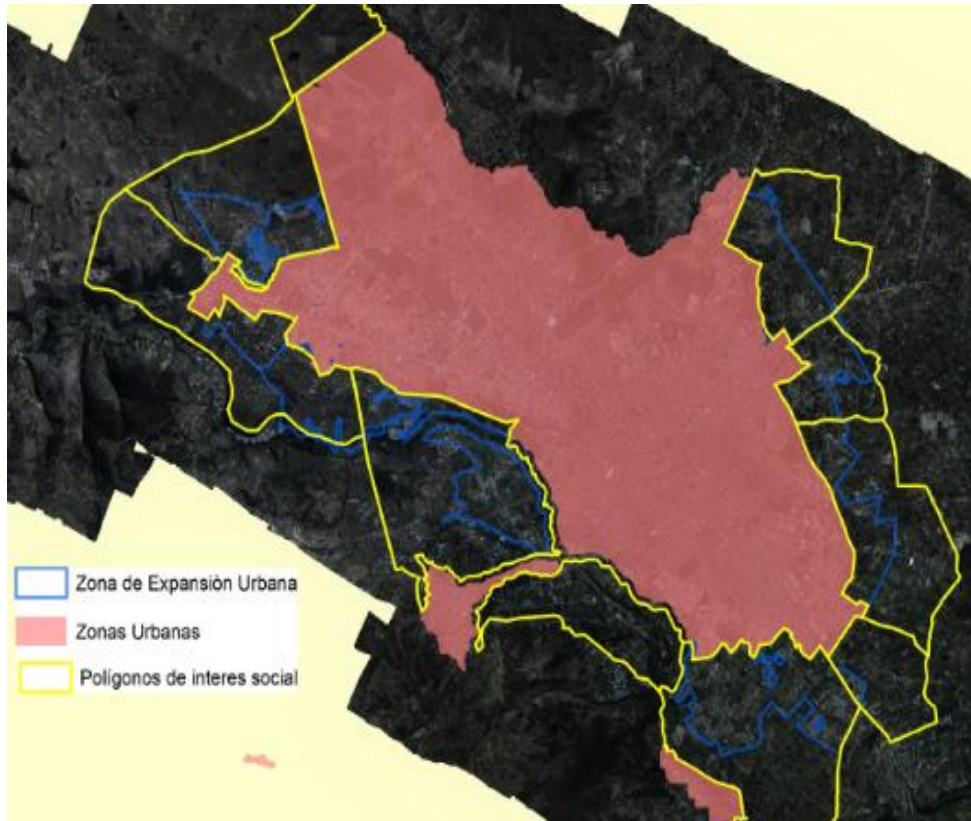 Zona de Expansiòn Urbana
Zonas Urbanas
Polígonos de interes social